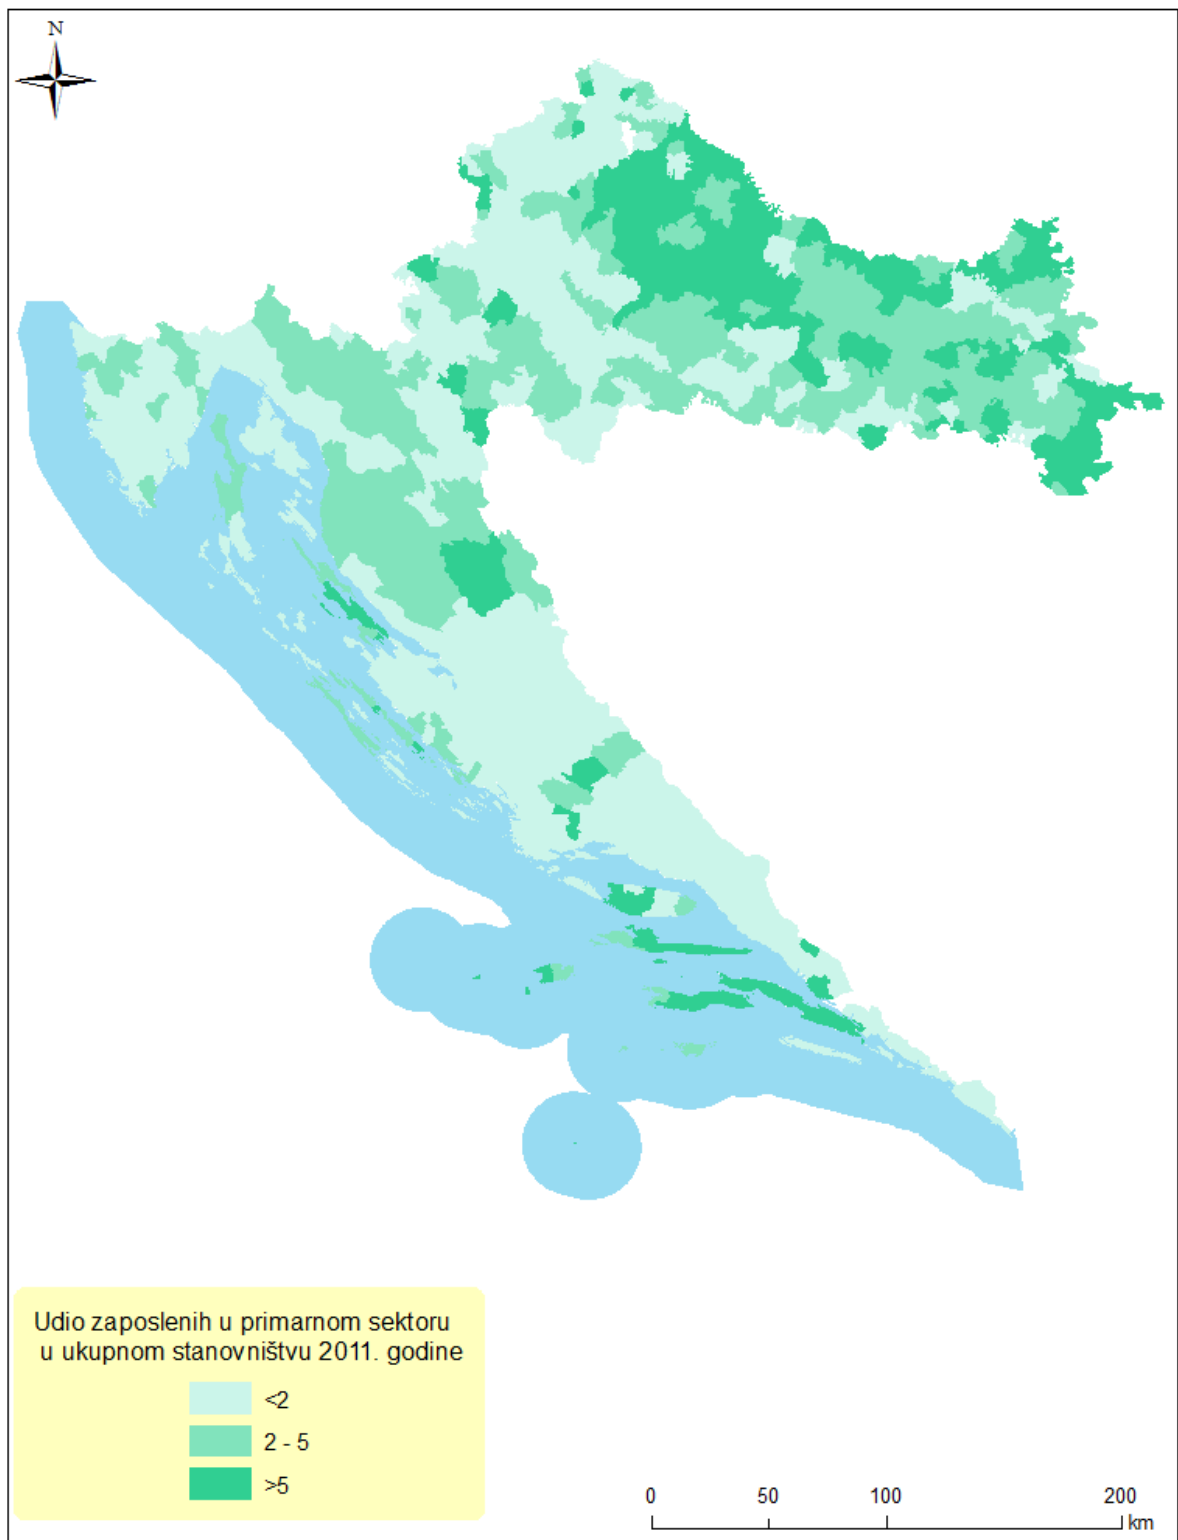 N
Udio zaposlenih u primarnom sektoru
u ukupnom stanovništvu 2011. godine
<2
2 - 5
>5
0 50 100 200
km